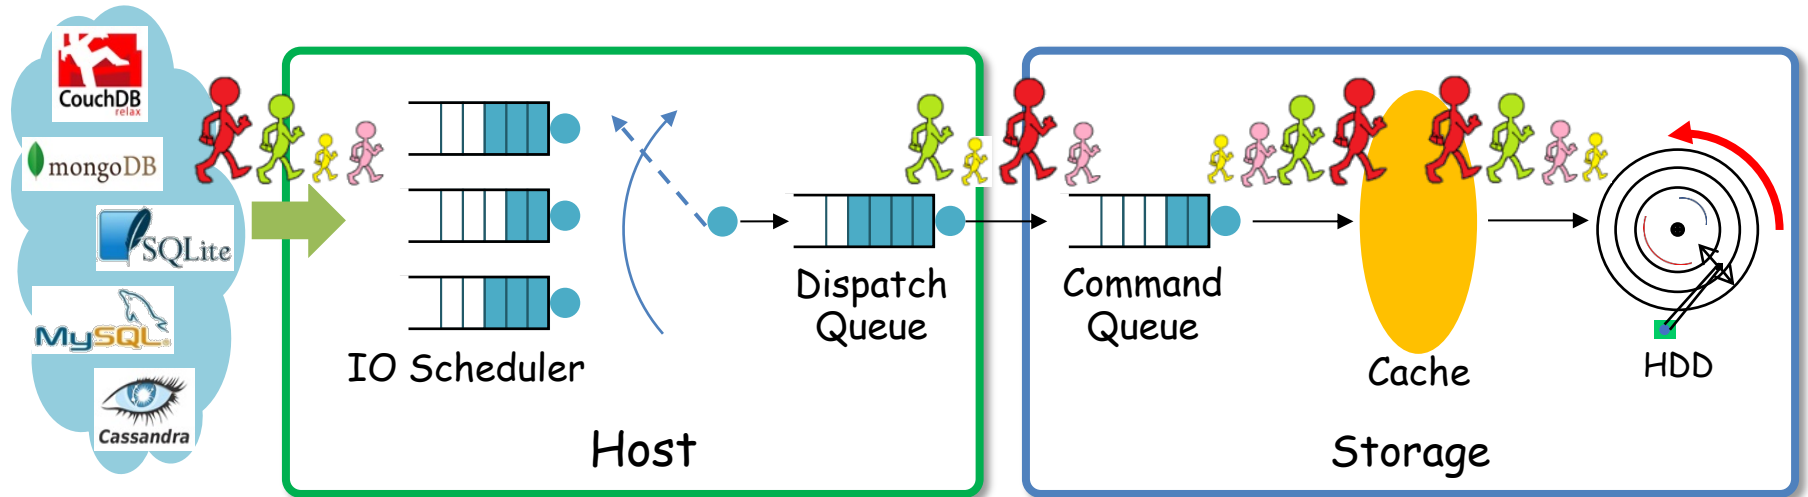 CouchDB
relax
mongoDB
SQLite
MySQL
Cassandra
IO Scheduler
Dispatch
Queue
Host
Command
Queue
Cache
HDD
Storage